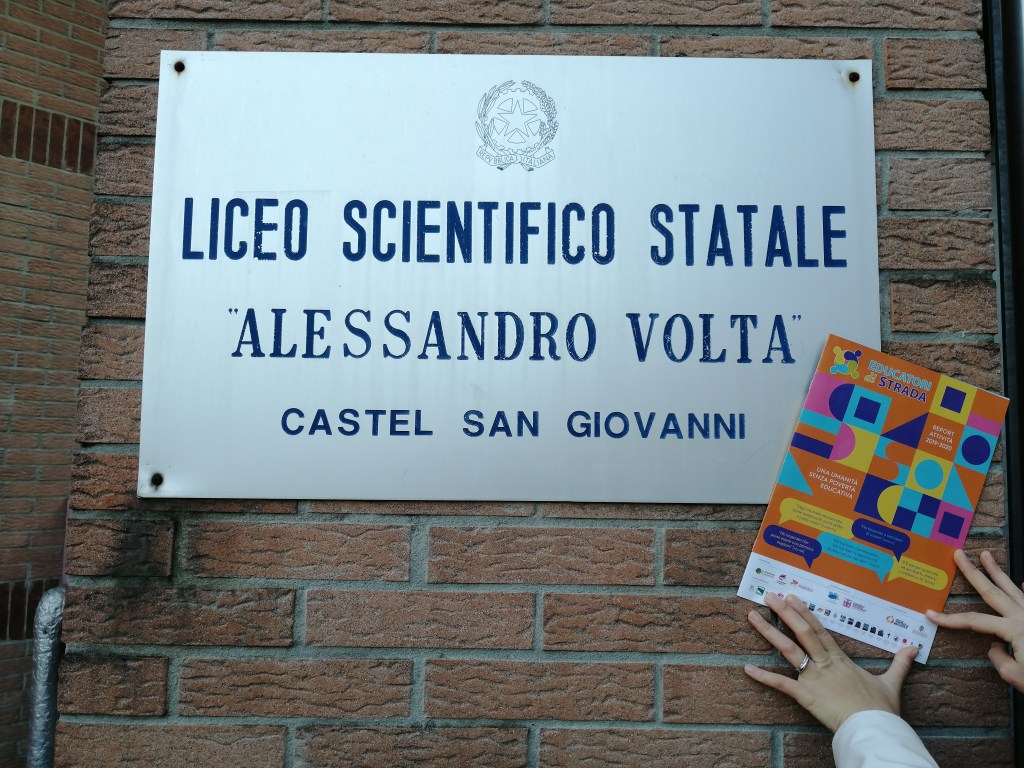 REPVBBLICA ITALIANA
LICEO SCIENTIFICO STATALE
"ALESSANDRO VOLTA"
CASTEL SAN GIOVANNI
EDUCATORI
di STRADA
REPORT
ATTIVITÀ
2019-2020
UNA UMANITÀ
SENZA POVERTÀ
EDUCATIVA